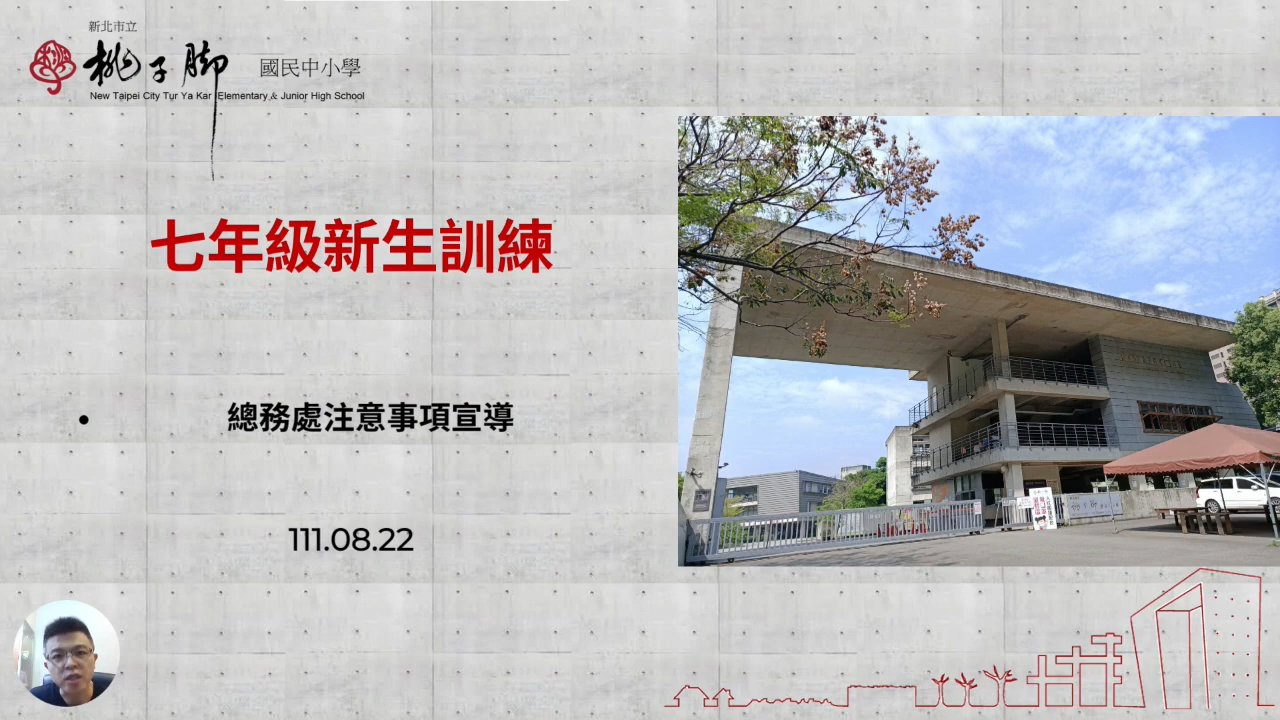 新北市立
桃子腳 國民中小學
New Taipei City Tur Ya Kar Elementary & Junior High School
七年級新生訓練
• 總務處注意事項宣導
111.08.22